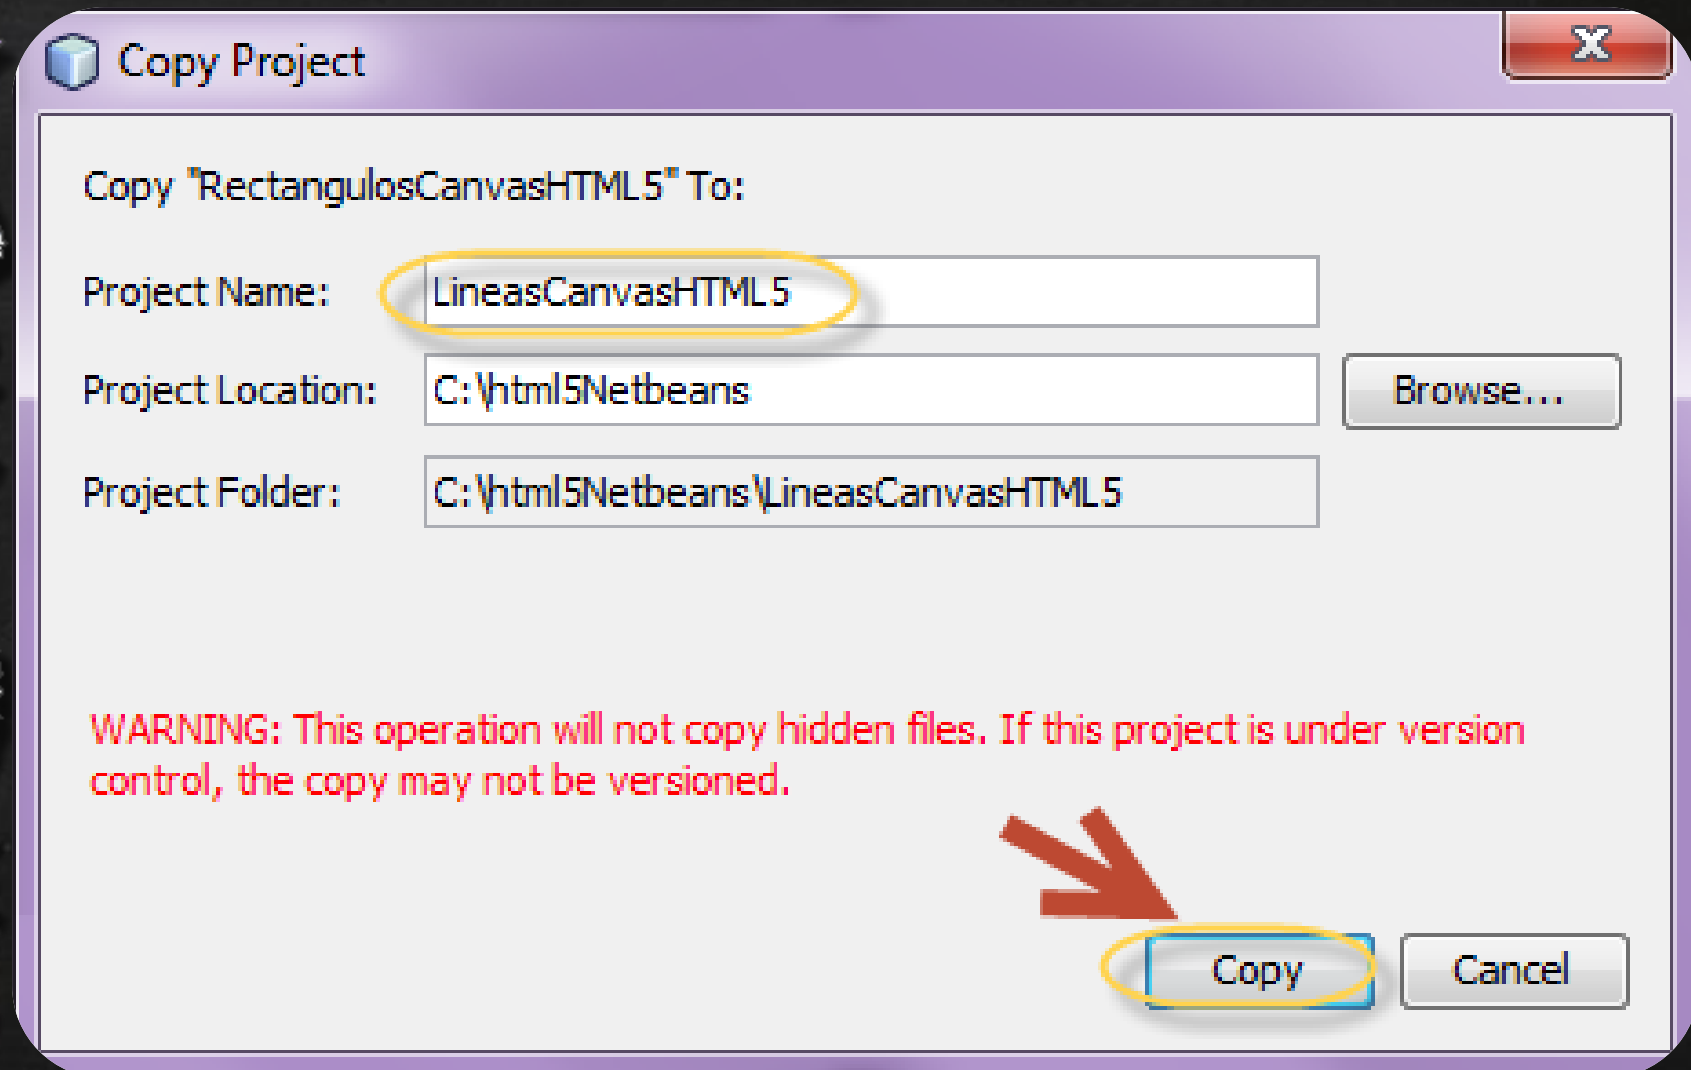 Copy Project
Copy "RectangulosCanvasHTML5" To:
Project Name: LineasCanvasHTML5
Project Location: C:\html5Netbeans Browse...
Project Folder: C:\html5Netbeans\LineasCanvasHTML5
WARNING: This operation will not copy hidden files. If this project is under version
control, the copy may not be versioned.
Copy Cancel